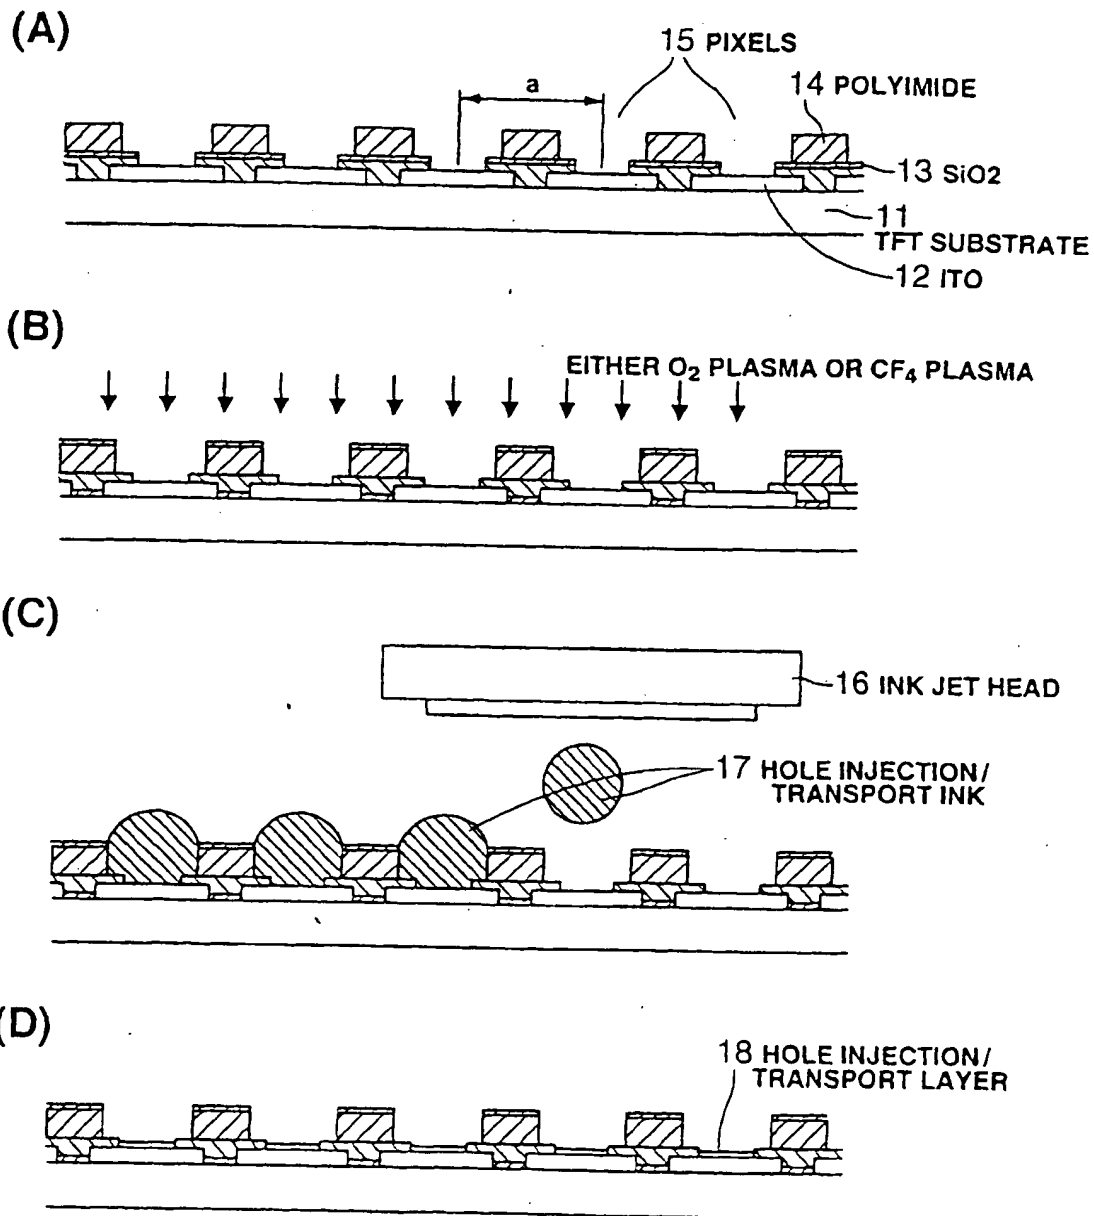 (A)
15 PIXELS
a
14 POLYIMIDE
13 SiO2
11
TFT SUBSTRATE
12 ITO
(B)
EITHER O2 PLASMA OR CF4 PLASMA
(C)
16 INK JET HEAD
17 HOLE INJECTION/
TRANSPORT INK
(D)
18 HOLE INJECTION/
TRANSPORT LAYER